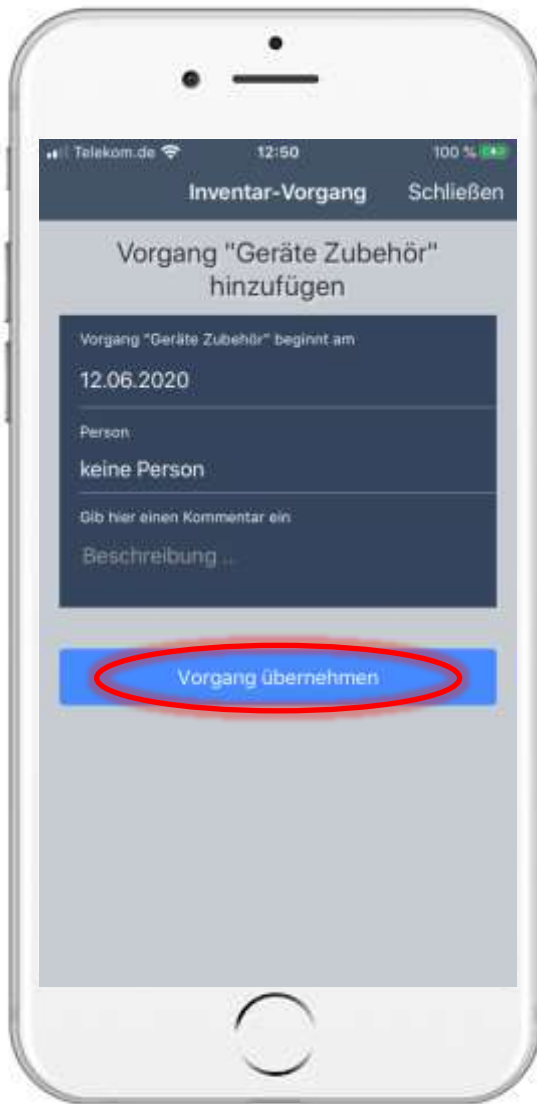 Telekom.de 12:50 100 %
Inventar-Vorgang Schließen
Vorgang "Geräte Zubehör"
hinzufügen
Vorgang "Geräte Zubehör" beginnt am
12.06.2020
Person
keine Person
Gib hier einen Kommentar ein
Beschreibung ...
Vorgang übernehmen